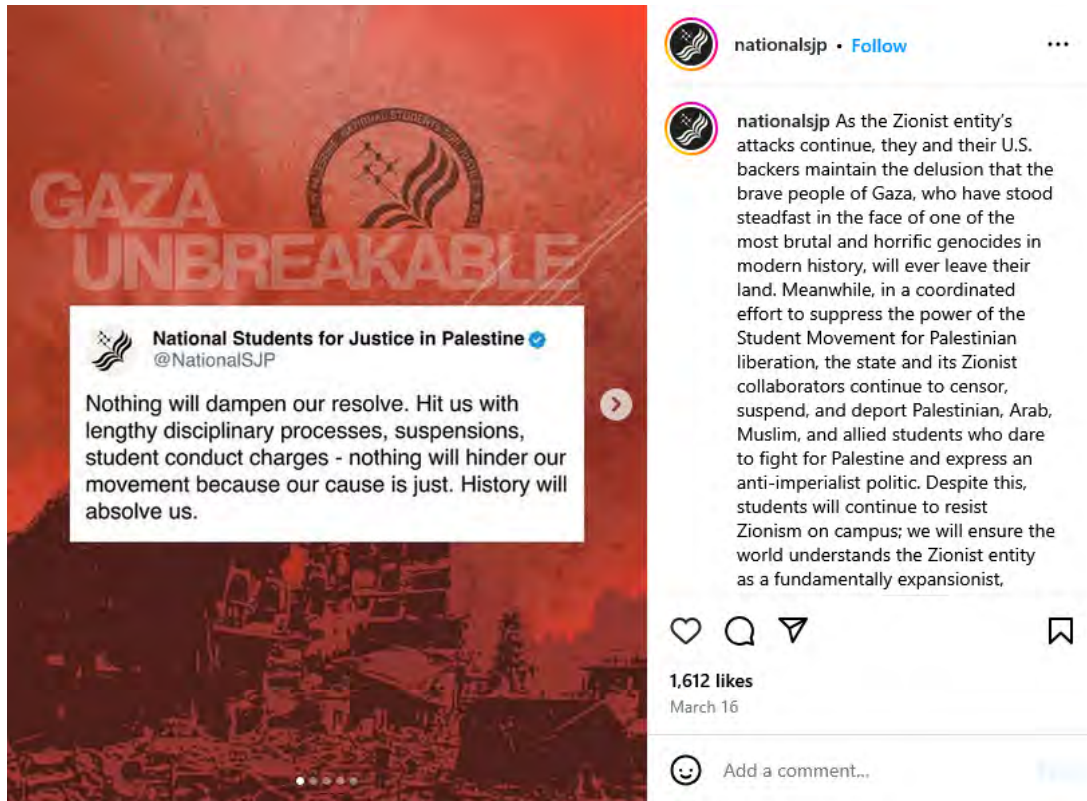 GAZA
UNBREAKABLE
National Students for Justice in Palestine
@NationalSJP
Nothing will dampen our resolve. Hit us with
lengthy disciplinary processes, suspensions,
student conduct charges - nothing will hinder our
movement because our cause is just. History will
absolve us.
nationalsjp • Follow
nationalsjp As the Zionist entity’s
attacks continue, they and their U.S.
backers maintain the delusion that the
brave people of Gaza, who have stood
steadfast in the face of one of the
most brutal and horrific genocides in
modern history, will ever leave their
land. Meanwhile, in a coordinated
effort to suppress the power of the
Student Movement for Palestinian
liberation, the state and its Zionist
collaborators continue to censor,
suspend, and deport Palestinian, Arab,
Muslim, and allied students who dare
to fight for Palestine and express an
anti-imperialist politic. Despite this,
students will continue to resist
Zionism on campus; we will ensure the
world understands the Zionist entity
as a fundamentally expansionist,
1,612 likes
March 16
Add a comment...